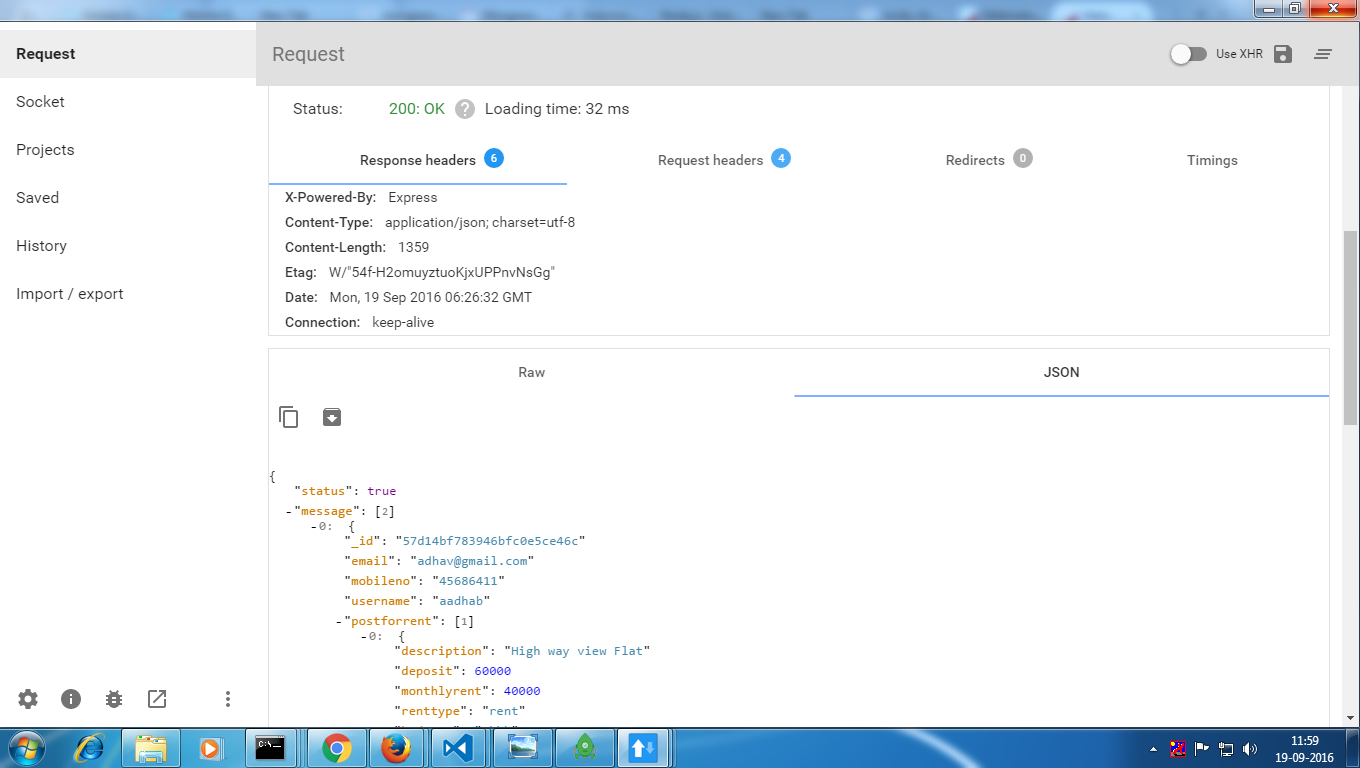 Request
Socket
Projects
Saved
History
Import / export
Request
Use XHR
Status: 200: OK ? Loading time: 32 ms
Response headers 6 Request headers 4 Redirects 0 Timings
X-Powered-By: Express
Content-Type: application/json; charset=utf-8
Content-Length: 1359
Etag: W/"54f-H2omuyztuoKjxUPPnvNsGg"
Date: Mon, 19 Sep 2016 06:26:32 GMT
Connection: keep-alive
Raw JSON
{
"status": true
-"message": [2]
-0: {
"_id": "57d14bf783946bfc0e5ce46c"
"email": "adhav@gmail.com"
"mobileno": "45686411"
"username": "aadhab"
-"postforrent": [1]
-0: {
"description": "High way view Flat"
"deposit": 60000
"monthlyrent": 40000
"renttype": "rent"
11:59
19-09-2016